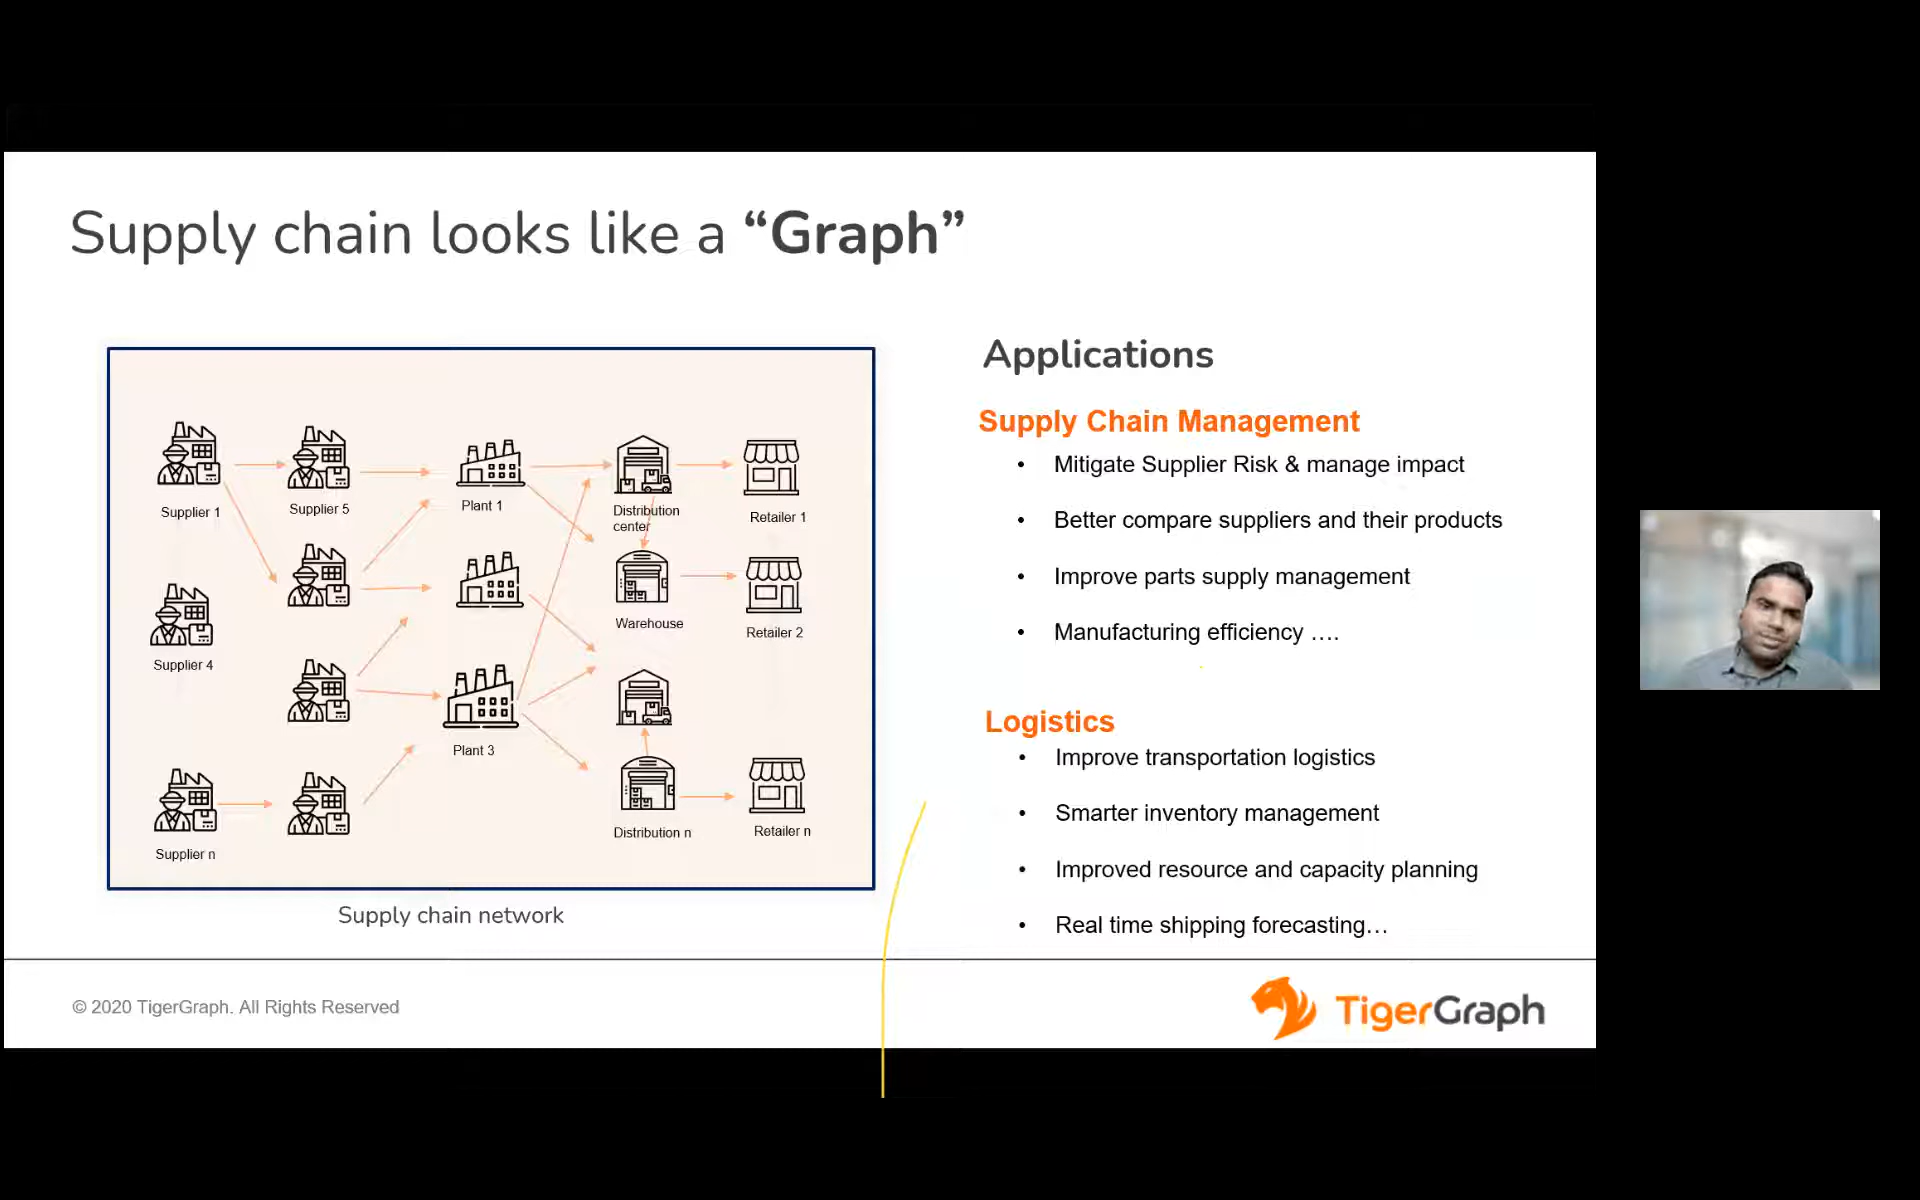 Supply chain looks like a “Graph”
Supplier 1
Supplier 5
Plant 1
Distribution
center
Retailer 1
Supplier 4
Warehouse
Retailer 2
Plant 3
Supplier n
Distribution n
Retailer n
Supply chain network
Applications
Supply Chain Management
• Mitigate Supplier Risk & manage impact
• Better compare suppliers and their products
• Improve parts supply management
• Manufacturing efficiency ….
Logistics
• Improve transportation logistics
• Smarter inventory management
• Improved resource and capacity planning
• Real time shipping forecasting…
© 2020 TigerGraph. All Rights Reserved
TigerGraph